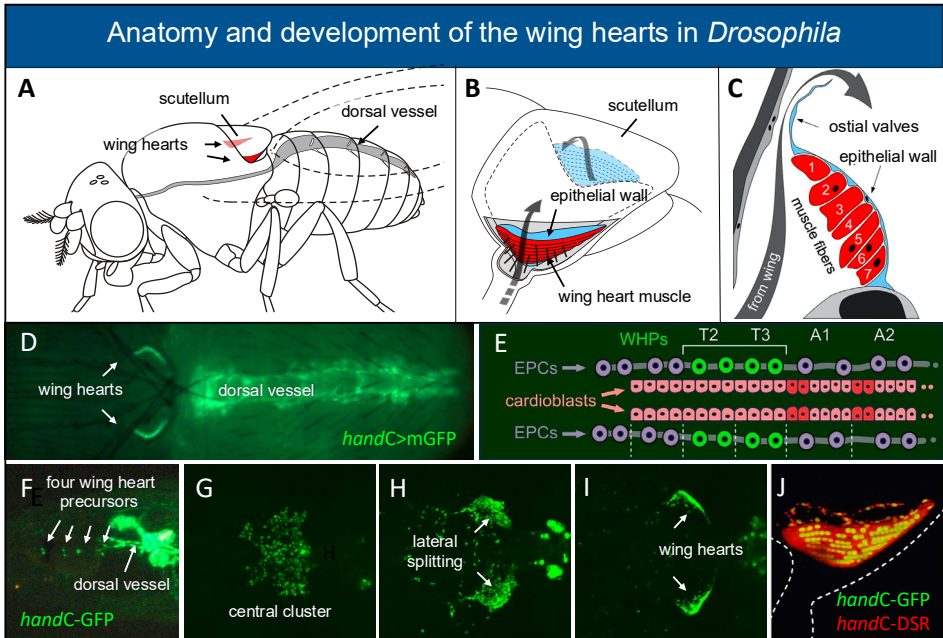 Anatomy and development of the wing hearts in Drosophila
A
scutellum
dorsal vessel
wing hearts
B
scutellum
epithelial wall
wing heart muscle
C
ostial valves
epithelial wall
1
2
3
4
5
6
7
muscle fibers
from wing
D
wing hearts
dorsal vessel
handC>mGFP
E
WHPs
T2
T3
A1
A2
EPCs
cardioblasts
EPCs
F
E
four wing heart
precursors
dorsal vessel
handC-GFP
G
H
central cluster
H
lateral
splitting
I
wing hearts
J
handC-GFP
handC-DSR